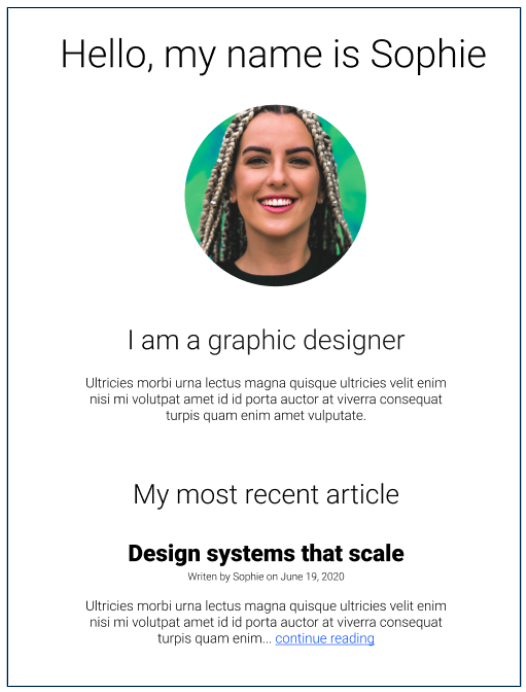 Hello, my name is Sophie
I am a graphic designer
Ultricies morbi urna lectus magna quisque ultricies velit enim
nisi mi volutpat amet id id porta auctor at viverra consequat
turpis quam enim amet vulputate.
My most recent article
Design systems that scale
Writen by Sophie on June 19, 2020
Ultricies morbi urna lectus magna quisque ultricies velit enim
nisi mi volutpat amet id id porta auctor at viverra consequat
turpis quam enim... continue reading